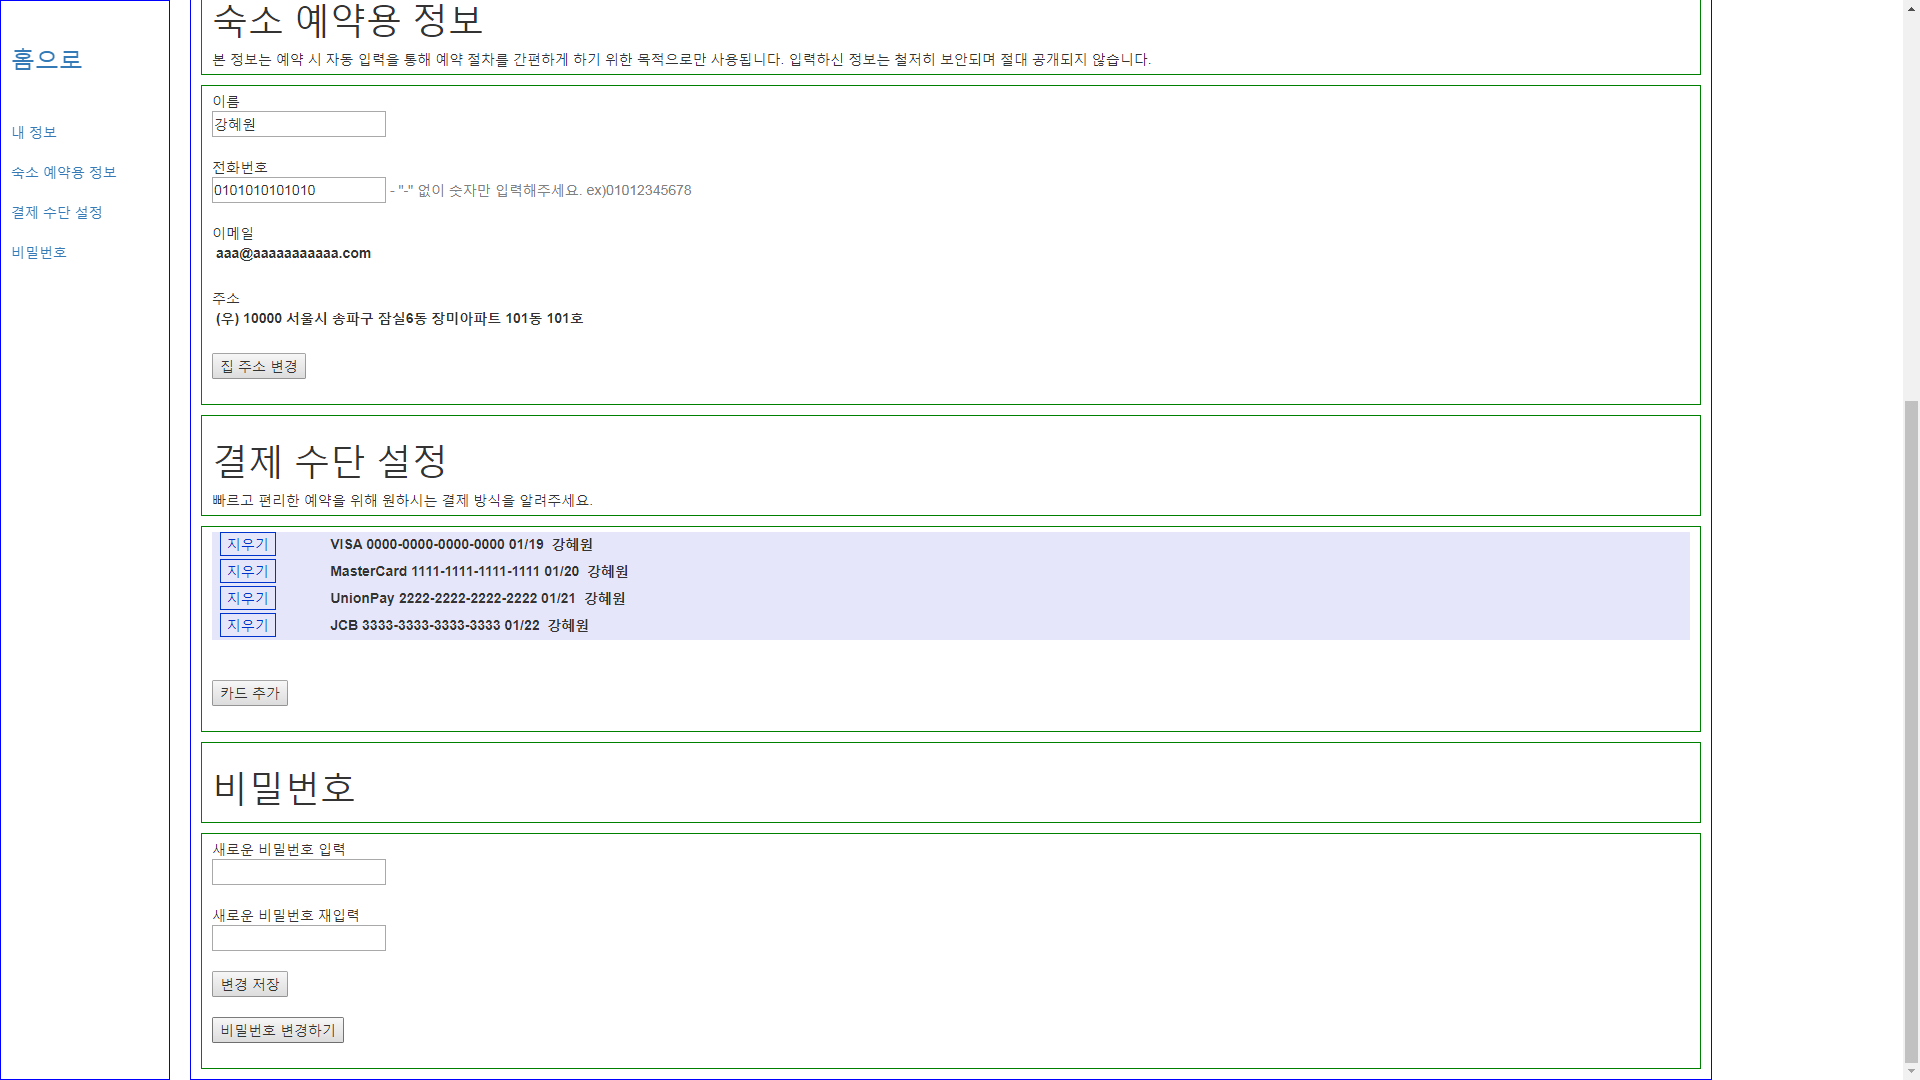 홈으로
내 정보
숙소 예약용 정보
결제 수단 설정
비밀번호
숙소 예약용 정보
본 정보는 예약 시 자동 입력을 통해 예약 절차를 간편하게 하기 위한 목적으로만 사용됩니다. 입력하신 정보는 철저히 보안되며 절대 공개되지 않습니다.
이름
강혜원
전화번호
0101010101010 - "-" 없이 숫자만 입력해주세요. ex)01012345678
이메일
aaa@aaaaaaaaaaa.com
주소
(우) 10000 서울시 송파구 잠실6동 장미아파트 101동 101호
집 주소 변경
결제 수단 설정
빠르고 편리한 예약을 위해 원하시는 결제 방식을 알려주세요.
지우기 VISA 0000-0000-0000-0000 01/19 강혜원
지우기 MasterCard 1111-1111-1111-1111 01/20 강혜원
지우기 UnionPay 2222-2222-2222-2222 01/21 강혜원
지우기 JCB 3333-3333-3333-3333 01/22 강혜원
카드 추가
비밀번호
새로운 비밀번호 입력
새로운 비밀번호 재입력
변경 저장
비밀번호 변경하기